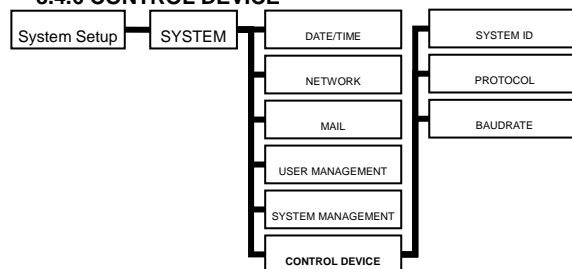 CONTROL DEVICE
System Setup
SYSTEM
DATE/TIME
NETWORK
MAIL
USER MANAGEMENT
SYSTEM MANAGEMENT
CONTROL DEVICE
SYSTEM ID
PROTOCOL
BAUDRATE